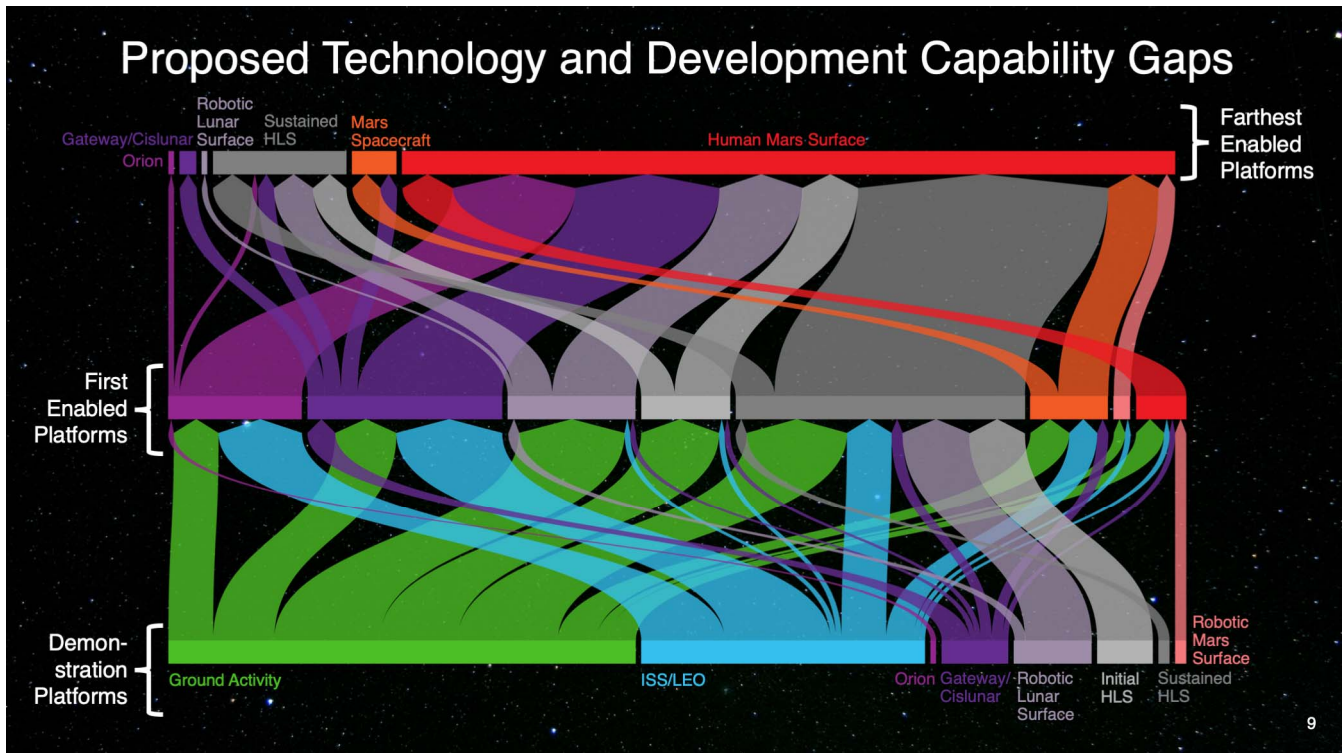 Proposed Technology and Development Capability Gaps
Gateway/Cislunar
Orion
Robotic
Lunar
Surface
Sustained
HLS
Mars
Spacecraft
Human Mars Surface
Farthest
Enabled
Platforms
First
Enabled
Platforms
Demon-
stration
Platforms
Ground Activity
ISS/LEO
Orion
Gateway/
Cislunar
Robotic
Lunar
Surface
Initial
HLS
Sustained
HLS
Robotic
Mars
Surface
9